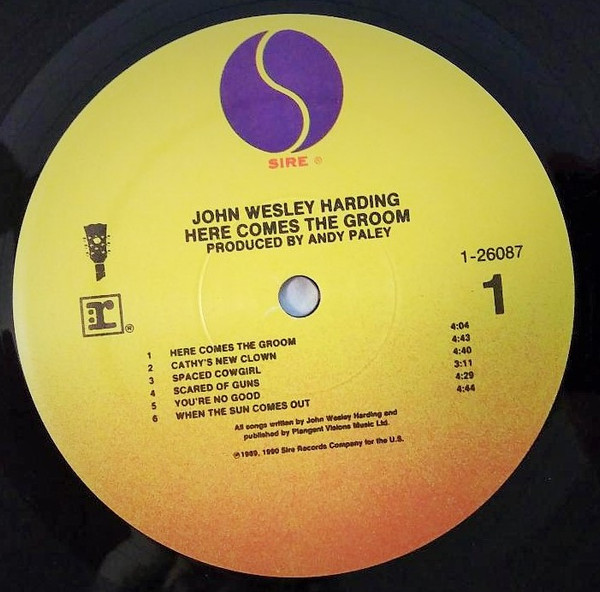 SIRE ®
JOHN WESLEY HARDING
HERE COMES THE GROOM
PRODUCED BY ANDY PALEY
1-26087
1
r ®
1 HERE COMES THE GROOM 4:04
2 CATHY'S NEW CLOWN 4:43
3 SPACED COWGIRL 4:40
4 SCARED OF GUNS 3:11
5 YOU'RE NO GOOD 4:29
6 WHEN THE SUN COMES OUT 4:44
All songs written by John Wesley Harding and
published by Plangent Visions Music Ltd.
℗1989, 1990 Sire Records Company for the U.S.